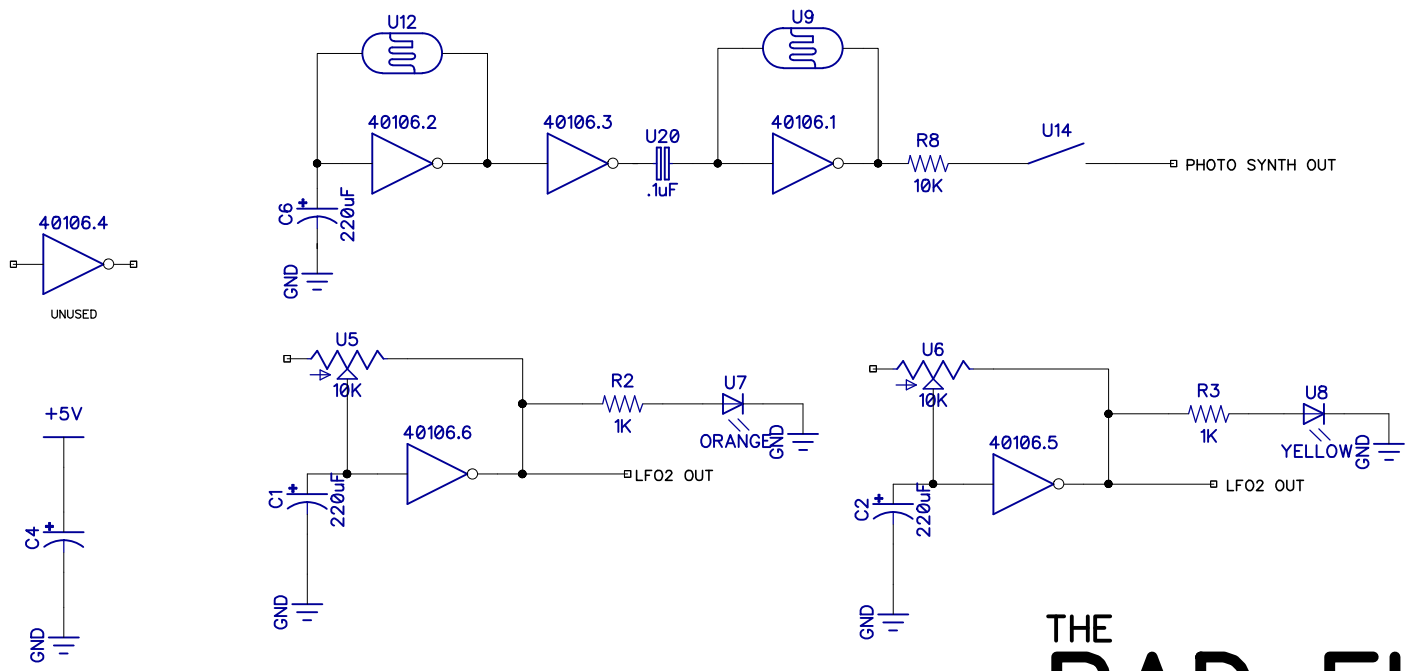 U12
U9
40106.2
40106.3
U20
.1uF
40106.1
R8
10K
U14
PHOTO SYNTH OUT
C6
+
220uF
GND
40106.4
UNUSED
U5
10K
R2
1K
U7
ORANGE
GND
40106.6
LFO2 OUT
C1
+
220uF
GND
U6
10K
R3
1K
U8
YELLOW
GND
40106.5
LFO2 OUT
C2
+
220uF
GND
+5V
C4
+
GND
THE